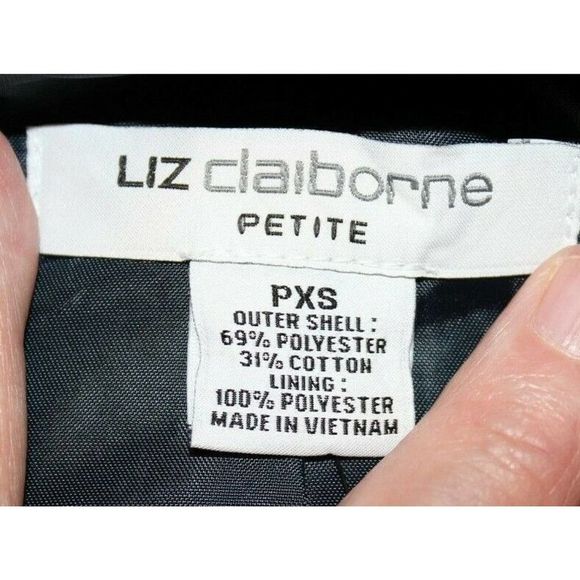 LIZ claiborne
PETITE
PXS
OUTER SHELL :
69% POLYESTER
31% COTTON
LINING :
100% POLYESTER
MADE IN VIETNAM